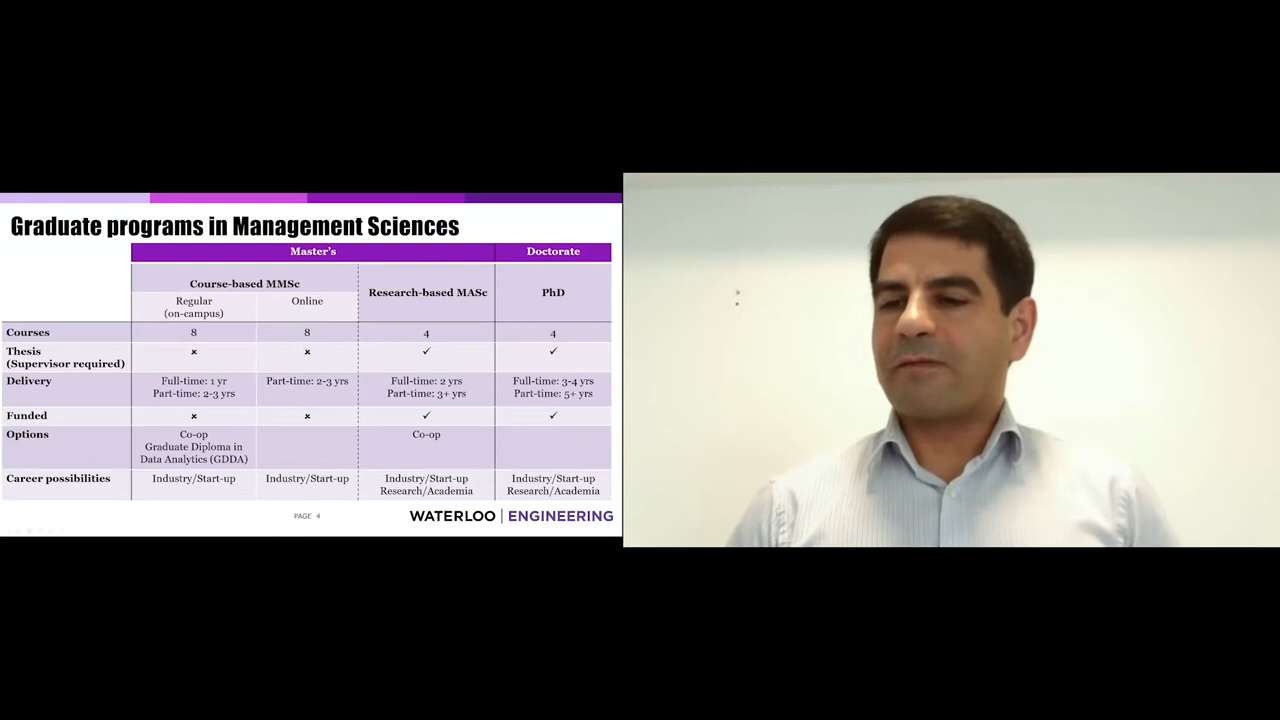 Graduate programs in Management Sciences
Master's Doctorate
Course-based MMSc Research-based MASc PhD
Regular (on-campus) Online
Courses 8 8 4 4
Thesis (Supervisor required) × × ✓ ✓
Delivery Full-time: 1 yr Part-time: 2-3 yrs Full-time: 2 yrs Full-time: 3-4 yrs
Part-time: 2-3 yrs Part-time: 3+ yrs Part-time: 5+ yrs
Funded × × ✓ ✓
Options Co-op Co-op
Graduate Diploma in
Data Analytics (GDDA)
Career possibilities Industry/Start-up Industry/Start-up Industry/Start-up Industry/Start-up
Research/Academia Research/Academia
PAGE 4 WATERLOO | ENGINEERING